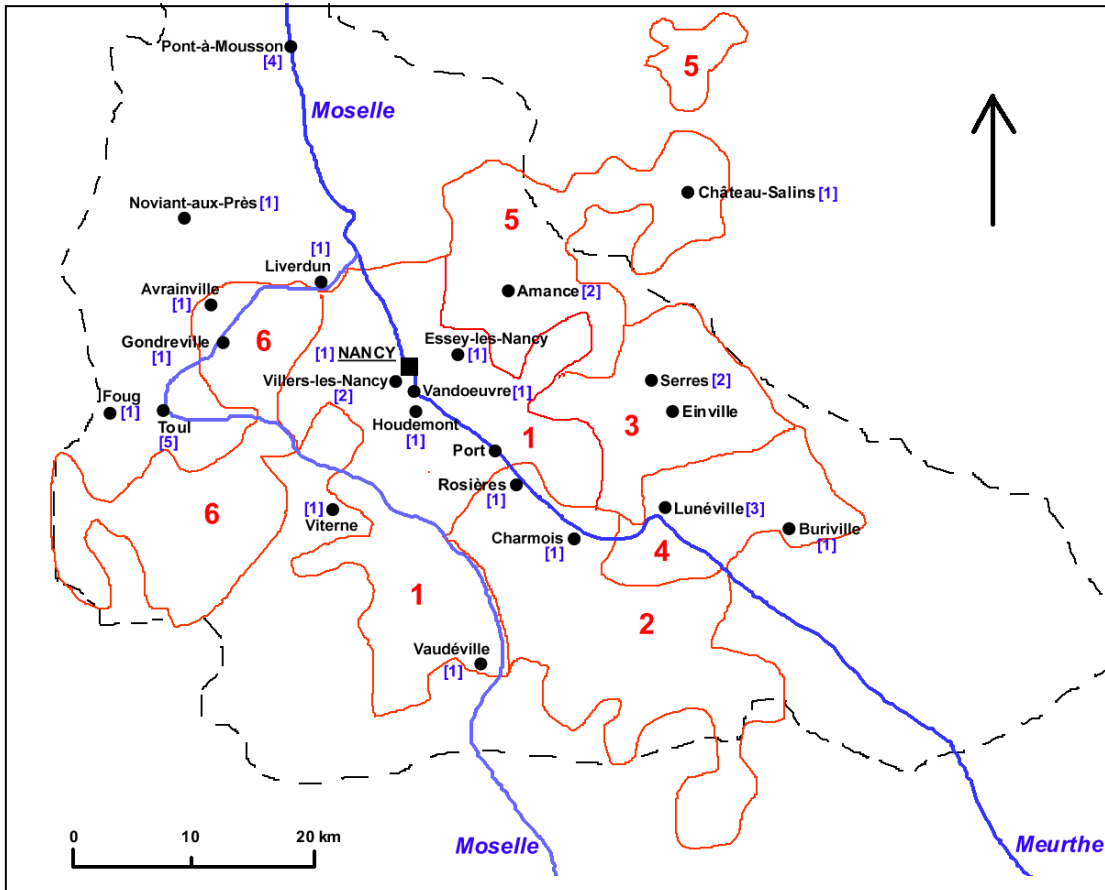 5
Pont-à-Mousson
[4]
Moselle
Château-Salins [1]
Noviant-aux-Près [1]
5
[1]
Liverdun
Avrainville
[1]
Amance [2]
Gondreville
[1]
6
Essey-les-Nancy
[1]
[1] NANCY
Villers-les-Nancy
[2]
Vandoeuvre [1]
Serres [2]
Foug
[1]
Toul
[5]
Houdemont
[1]
Einville
3
1
Port
Rosières
[1]
6
[1]
Viterne
Lunéville [3]
Charmois
[1]
Buriville
[1]
4
1
2
Vaudéville
[1]
0 10 20 km
Moselle
Meurthe